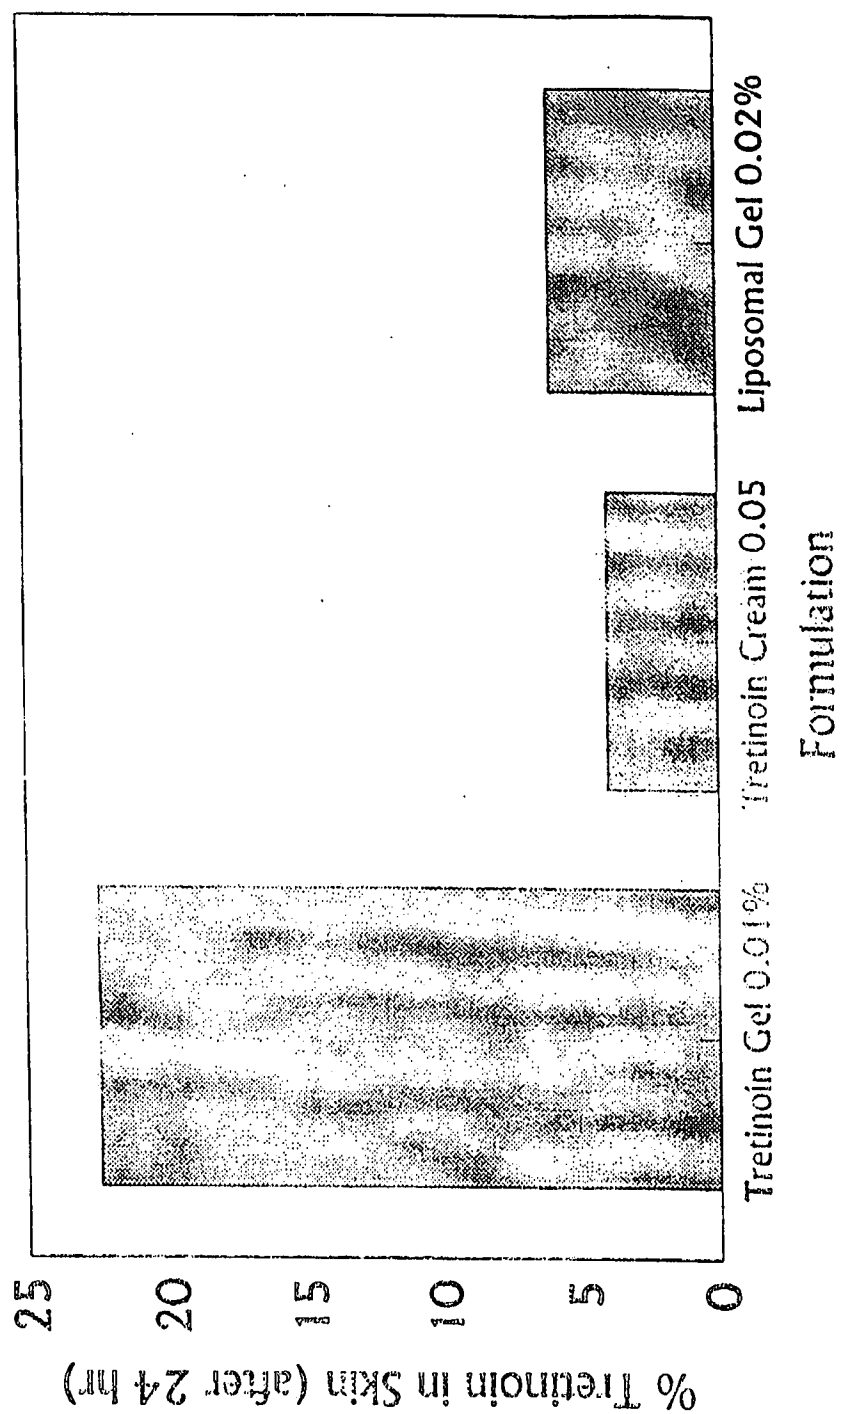 % Tretinoin in Skin (after 24 hr)
25
20
15
10
5
0
Tretinoin Gel 0.01%
Tretinoin Cream 0.05
Liposomal Gel 0.02%
Formulation